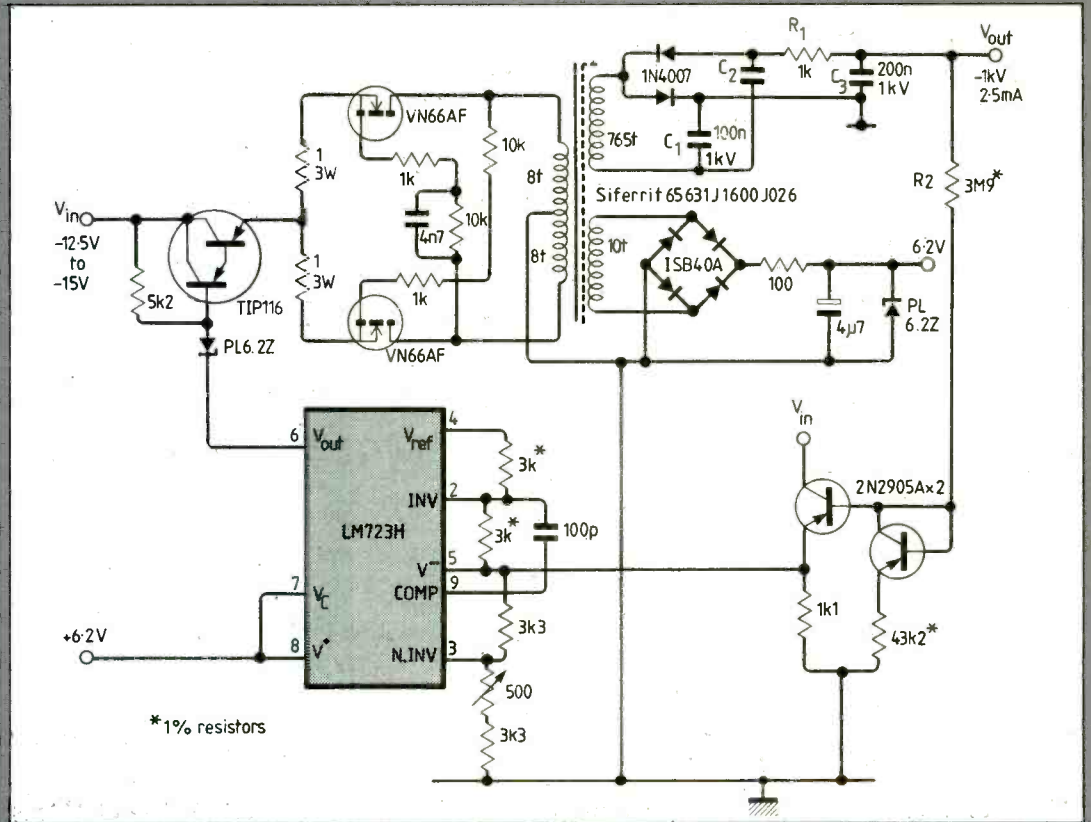 R1
1k
Vout
-1kV
2·5mA
1N4007
C2
C3
200n
1kV
C1
100n
1kV
765t
VN66AF
1
3W
1k
10k
4n7
10k
8t
8t
Siferrit 65631J1600J026
R2
3M9*
Vin
-12·5V
to
-15V
5k2
TIP116
1
3W
1k
VN66AF
10t
ISB40A
100
6·2V
4µ7
PL
6.2Z
PL6.2Z
6
Vout
Vref
4
3k*
INV
2
LM723H
3k*
100p
V−
5
COMP
9
7
VC
3k3
+6·2V
8
V+
N.INV
3
500
3k3
Vin
2N2905A×2
1k1
43k2*
*1% resistors